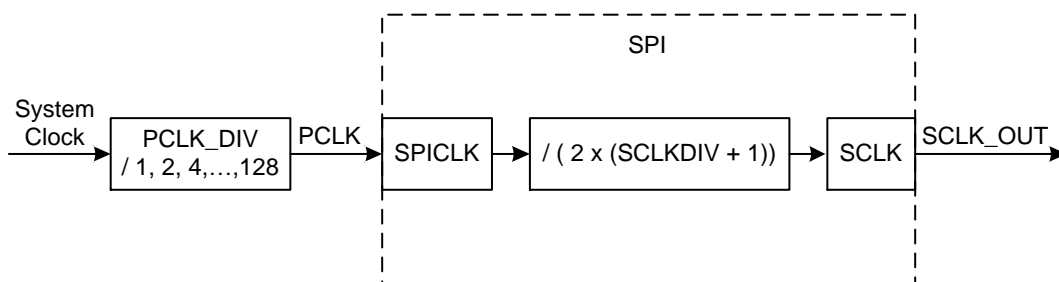 SPI
System
Clock
PCLK_DIV
/ 1, 2, 4,...,128
PCLK
SPICLK
/ ( 2 x (SCLKDIV + 1))
SCLK
SCLK_OUT